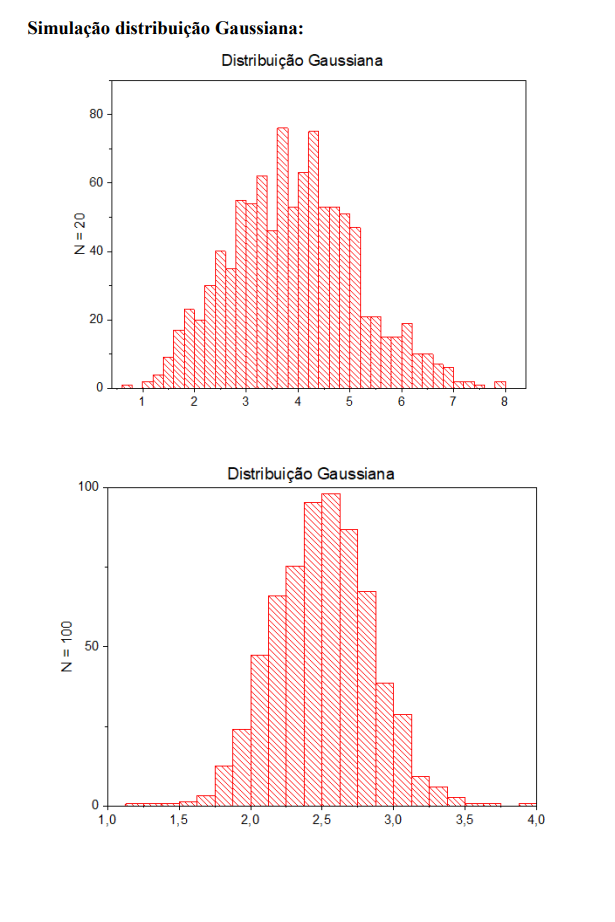 Simulação distribuição Gaussiana:
Distribuição Gaussiana
80
60
40
20
0
N = 20
1 2 3 4 5 6 7 8
Distribuição Gaussiana
100
50
0
N = 100
1,0 1,5 2,0 2,5 3,0 3,5 4,0